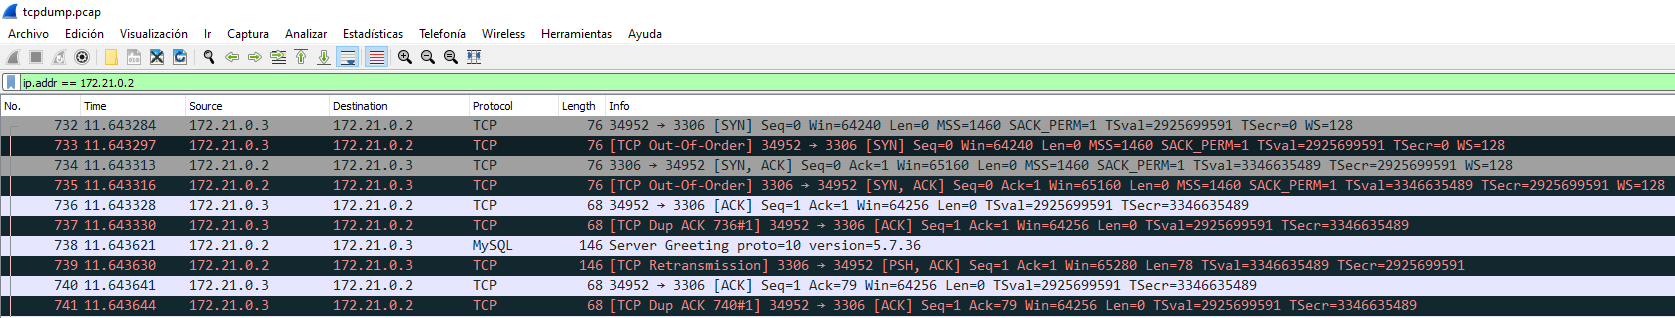 tcpdump.pcap
Archivo Edición Visualización Ir Captura Analizar Estadísticas Telefonía Wireless Herramientas Ayuda
ip.addr == 172.21.0.2
No. Time Source Destination Protocol Length Info
732 11.643284 172.21.0.3 172.21.0.2 TCP 76 34952 → 3306 [SYN] Seq=0 Win=64240 Len=0 MSS=1460 SACK_PERM=1 TSval=2925699591 TSecr=0 WS=128
733 11.643297 172.21.0.3 172.21.0.2 TCP 76 [TCP Out-Of-Order] 34952 → 3306 [SYN] Seq=0 Win=64240 Len=0 MSS=1460 SACK_PERM=1 TSval=2925699591 TSecr=0 WS=128
734 11.643313 172.21.0.2 172.21.0.3 TCP 76 3306 → 34952 [SYN, ACK] Seq=0 Ack=1 Win=65160 Len=0 MSS=1460 SACK_PERM=1 TSval=3346635489 TSecr=2925699591 WS=128
735 11.643316 172.21.0.2 172.21.0.3 TCP 76 [TCP Out-Of-Order] 3306 → 34952 [SYN, ACK] Seq=0 Ack=1 Win=65160 Len=0 MSS=1460 SACK_PERM=1 TSval=3346635489 TSecr=2925699591 WS=128
736 11.643328 172.21.0.3 172.21.0.2 TCP 68 34952 → 3306 [ACK] Seq=1 Ack=1 Win=64256 Len=0 TSval=2925699591 TSecr=3346635489
737 11.643330 172.21.0.3 172.21.0.2 TCP 68 [TCP Dup ACK 736#1] 34952 → 3306 [ACK] Seq=1 Ack=1 Win=64256 Len=0 TSval=2925699591 TSecr=3346635489
738 11.643621 172.21.0.2 172.21.0.3 MySQL 146 Server Greeting proto=10 version=5.7.36
739 11.643630 172.21.0.2 172.21.0.3 TCP 146 [TCP Retransmission] 3306 → 34952 [PSH, ACK] Seq=1 Ack=1 Win=65280 Len=78 TSval=3346635489 TSecr=2925699591
740 11.643641 172.21.0.3 172.21.0.2 TCP 68 34952 → 3306 [ACK] Seq=1 Ack=79 Win=64256 Len=0 TSval=2925699591 TSecr=3346635489
741 11.643644 172.21.0.3 172.21.0.2 TCP 68 [TCP Dup ACK 740#1] 34952 → 3306 [ACK] Seq=1 Ack=79 Win=64256 Len=0 TSval=2925699591 TSecr=3346635489